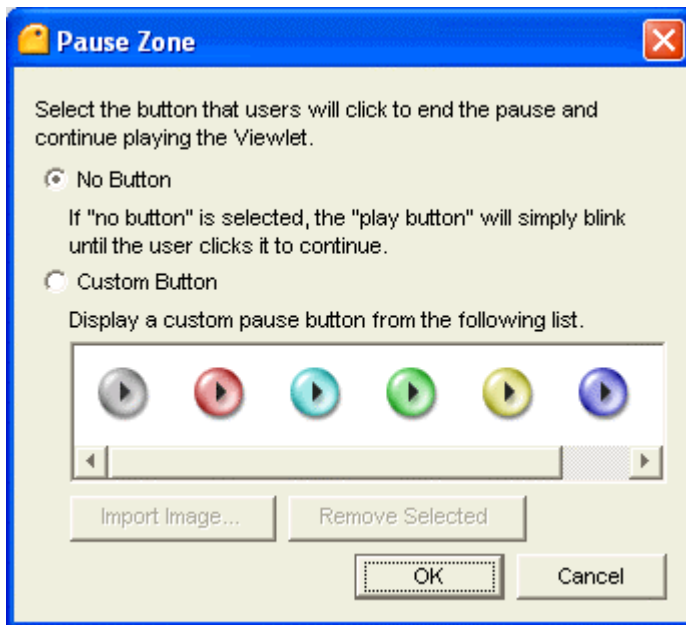 Pause Zone
Select the button that users will click to end the pause and
continue playing the Viewlet.
No Button
If "no button" is selected, the "play button" will simply blink
until the user clicks it to continue.
Custom Button
Display a custom pause button from the following list.
Import Image... Remove Selected
OK Cancel